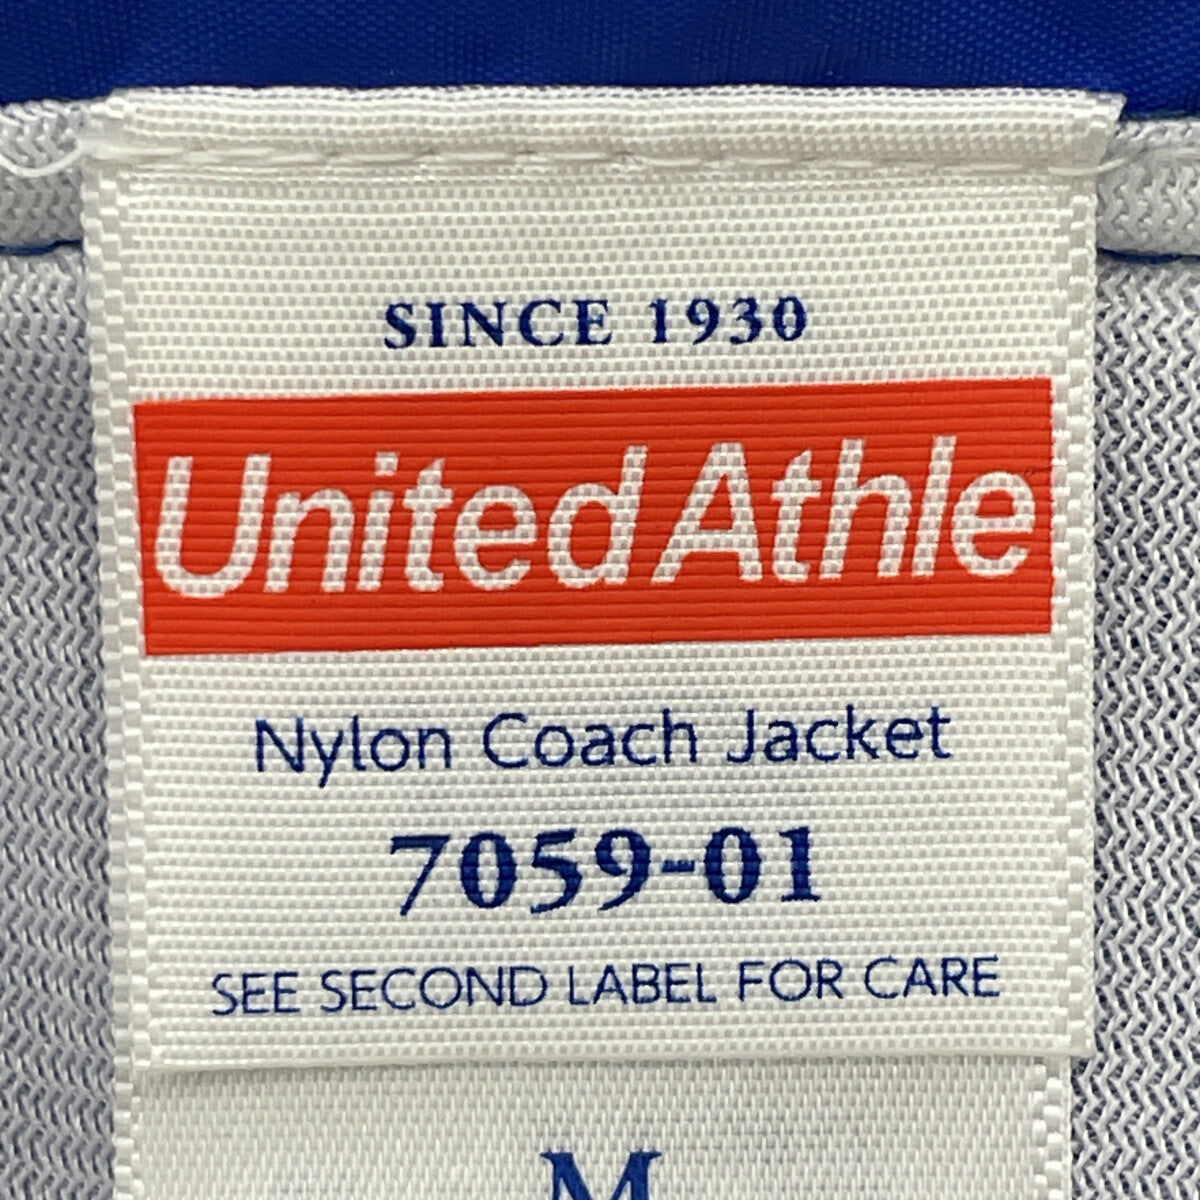 SINCE 1930
United Athle
Nylon Coach Jacket
7059-01
SEE SECOND LABEL FOR CARE
M